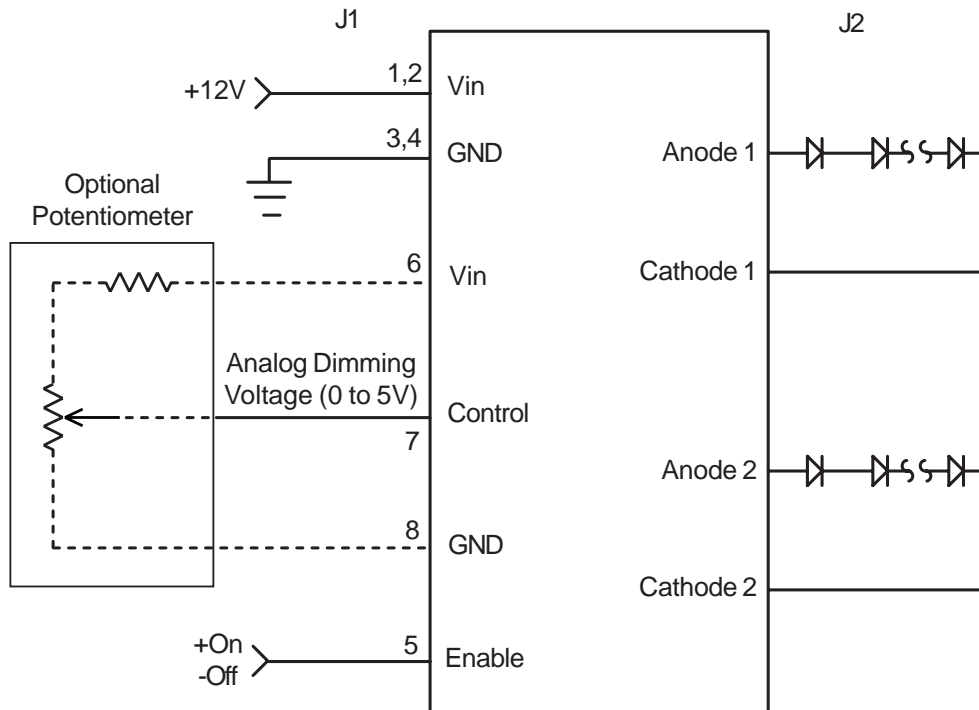 J1
J2
1,2
+12V
Vin
3,4
GND
Anode 1
Optional
Potentiometer
6
Vin
Cathode 1
Analog Dimming
Voltage (0 to 5V)
Control
7
Anode 2
8
GND
Cathode 2
+On
-Off
5
Enable